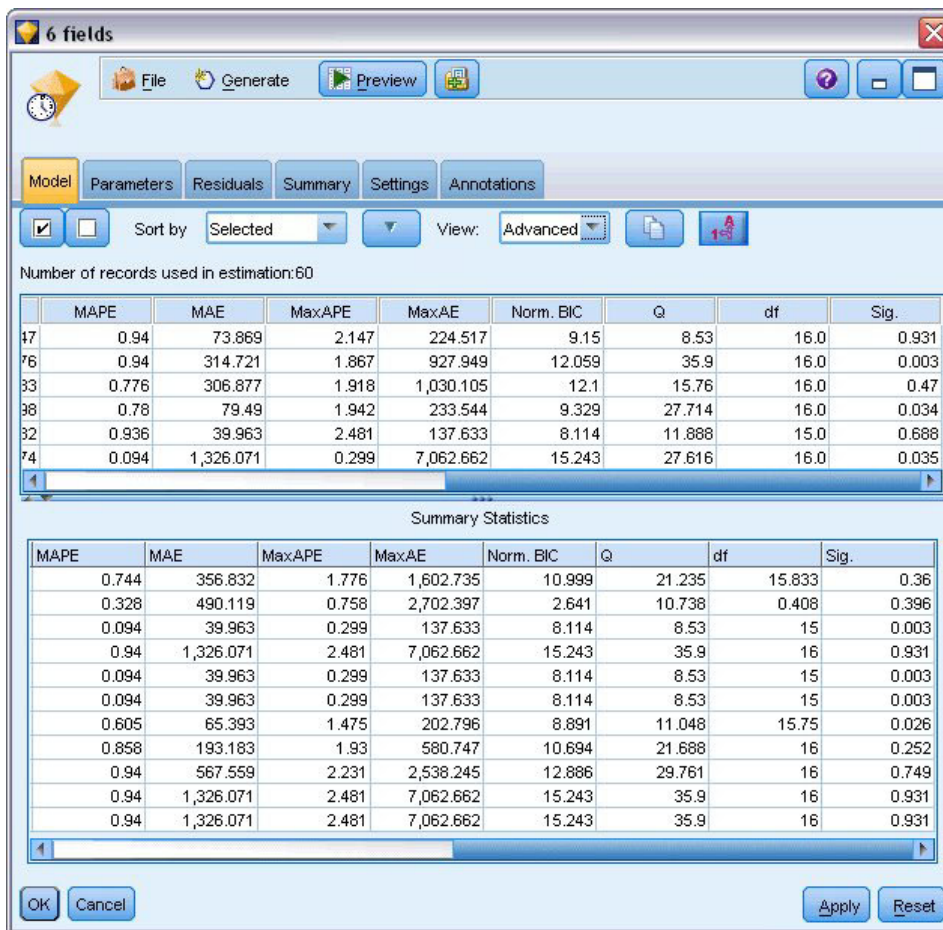 6 fields
File Generate Preview
Model Parameters Residuals Summary Settings Annotations
Sort by Selected View: Advanced
Number of records used in estimation:60
MAPE MAE MaxAPE MaxAE Norm. BIC Q df Sig.
47 0.94 73.869 2.147 224.517 9.15 8.53 16.0 0.931
76 0.94 314.721 1.867 927.949 12.059 35.9 16.0 0.003
83 0.776 306.877 1.918 1,030.105 12.1 15.76 16.0 0.47
98 0.78 79.49 1.942 233.544 9.329 27.714 16.0 0.034
82 0.936 39.963 2.481 137.633 8.114 11.888 15.0 0.688
74 0.094 1,326.071 0.299 7,062.662 15.243 27.616 16.0 0.035
Summary Statistics
MAPE MAE MaxAPE MaxAE Norm. BIC Q df Sig.
0.744 356.832 1.776 1,602.735 10.999 21.235 15.833 0.36
0.328 490.119 0.758 2,702.397 2.641 10.738 0.408 0.396
0.094 39.963 0.299 137.633 8.114 8.53 15 0.003
0.94 1,326.071 2.481 7,062.662 15.243 35.9 16 0.931
0.094 39.963 0.299 137.633 8.114 8.53 15 0.003
0.094 39.963 0.299 137.633 8.114 8.53 15 0.003
0.605 65.393 1.475 202.796 8.891 11.048 15.75 0.026
0.858 193.183 1.93 580.747 10.694 21.688 16 0.252
0.94 567.559 2.231 2,538.245 12.886 29.761 16 0.749
0.94 1,326.071 2.481 7,062.662 15.243 35.9 16 0.931
0.94 1,326.071 2.481 7,062.662 15.243 35.9 16 0.931
OK Cancel Apply Reset